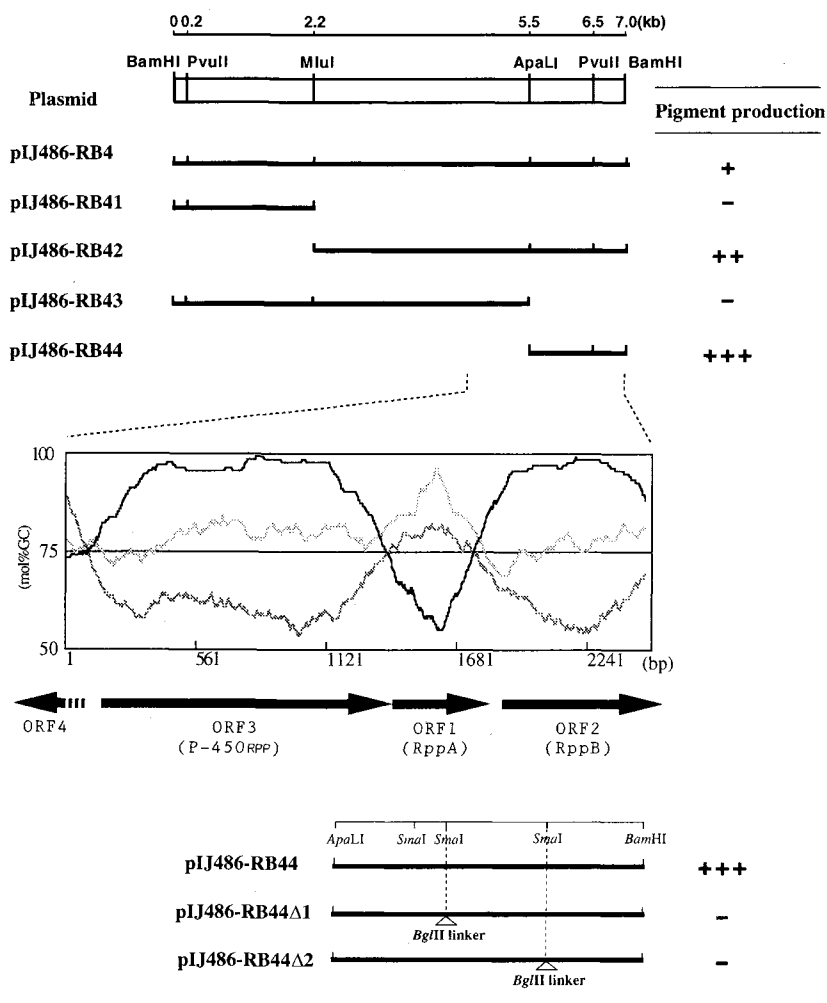 0 0.2 2.2 5.5 6.5 7.0(kb)
BamHI PvuII MluI ApaLI PvuII BamHI
Plasmid
Pigment production
pIJ486-RB4 +
pIJ486-RB41 -
pIJ486-RB42 ++
pIJ486-RB43 -
pIJ486-RB44 +++
100
75
50
(mol%GC)
1 561 1121 1681 2241 (bp)
ORF4 ORF3 ORF1 ORF2
(P-450RPP) (RppA) (RppB)
ApaLI SmaI SmaI SmaI BamHI
pIJ486-RB44 +++
pIJ486-RB44Δ1 -
BglII linker
pIJ486-RB44Δ2 -
BglII linker